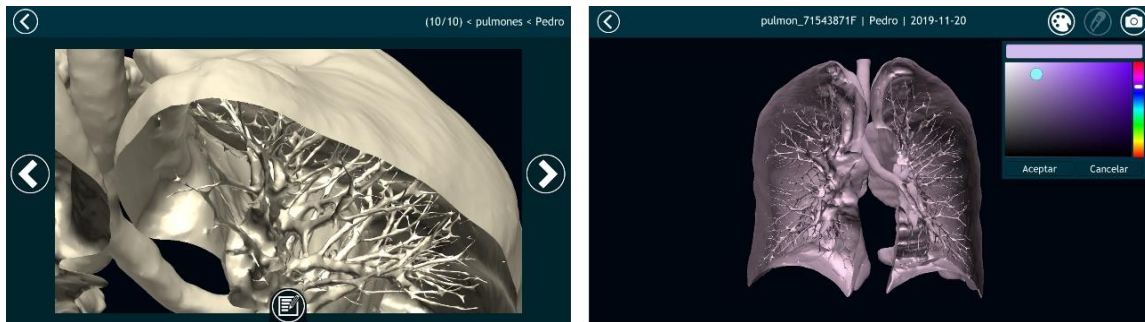 (10/10) < pulmones < Pedro
pulmon_71543871F | Pedro | 2019-11-20
Aceptar Cancelar